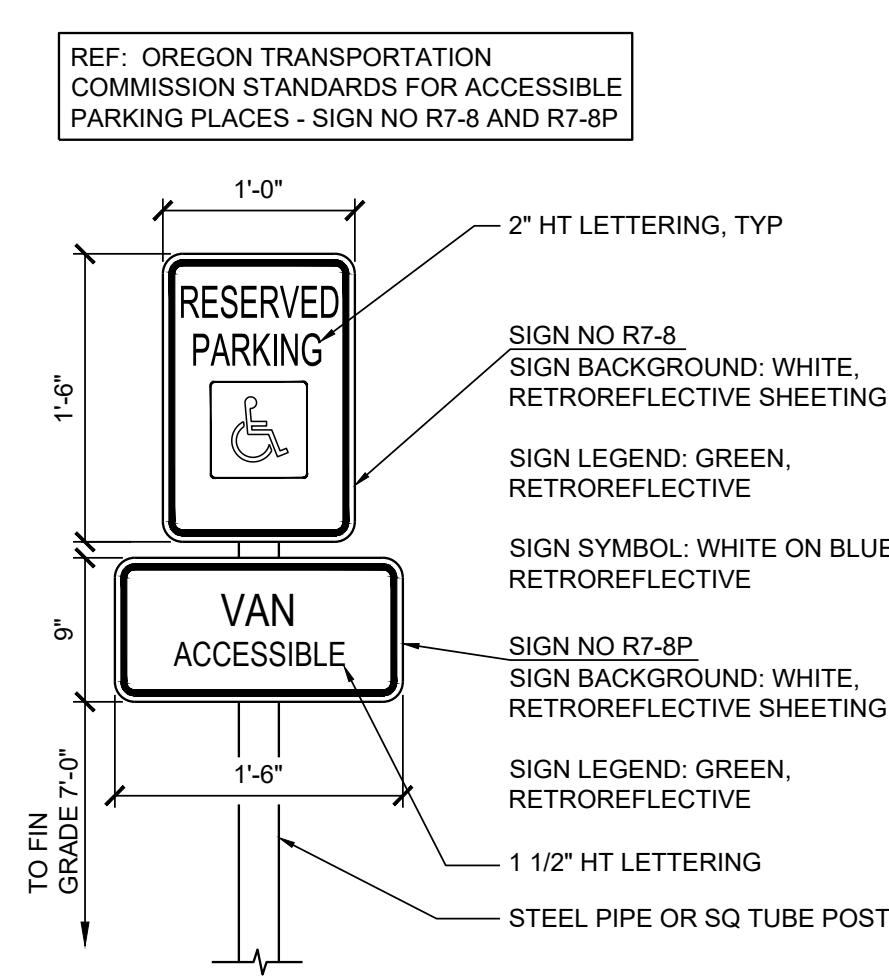 REF: OREGON TRANSPORTATION
COMMISSION STANDARDS FOR ACCESSIBLE
PARKING PLACES - SIGN NO R7-8 AND R7-8P
1'-0"
2" HT LETTERING, TYP
RESERVED
PARKING
1'-6"
SIGN NO R7-8
SIGN BACKGROUND: WHITE,
RETROREFLECTIVE SHEETING
SIGN LEGEND: GREEN,
RETROREFLECTIVE
SIGN SYMBOL: WHITE ON BLUE
RETROREFLECTIVE
VAN
ACCESSIBLE
9"
SIGN NO R7-8P
SIGN BACKGROUND: WHITE,
RETROREFLECTIVE SHEETING
1'-6"
SIGN LEGEND: GREEN,
RETROREFLECTIVE
TO FIN
GRADE 7'-0"
1 1/2" HT LETTERING
STEEL PIPE OR SQ TUBE POST